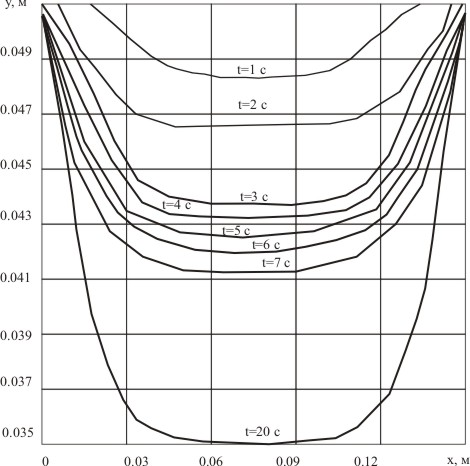 y, м
0.049
t=1 c
t=2 c
0.047
0.045
t=3 c
t=4 c
0.043
t=5 c
t=6 c
t=7 c
0.041
0.039
0.037
t=20 c
0.035
0 0.03 0.06 0.09 0.12 x, м